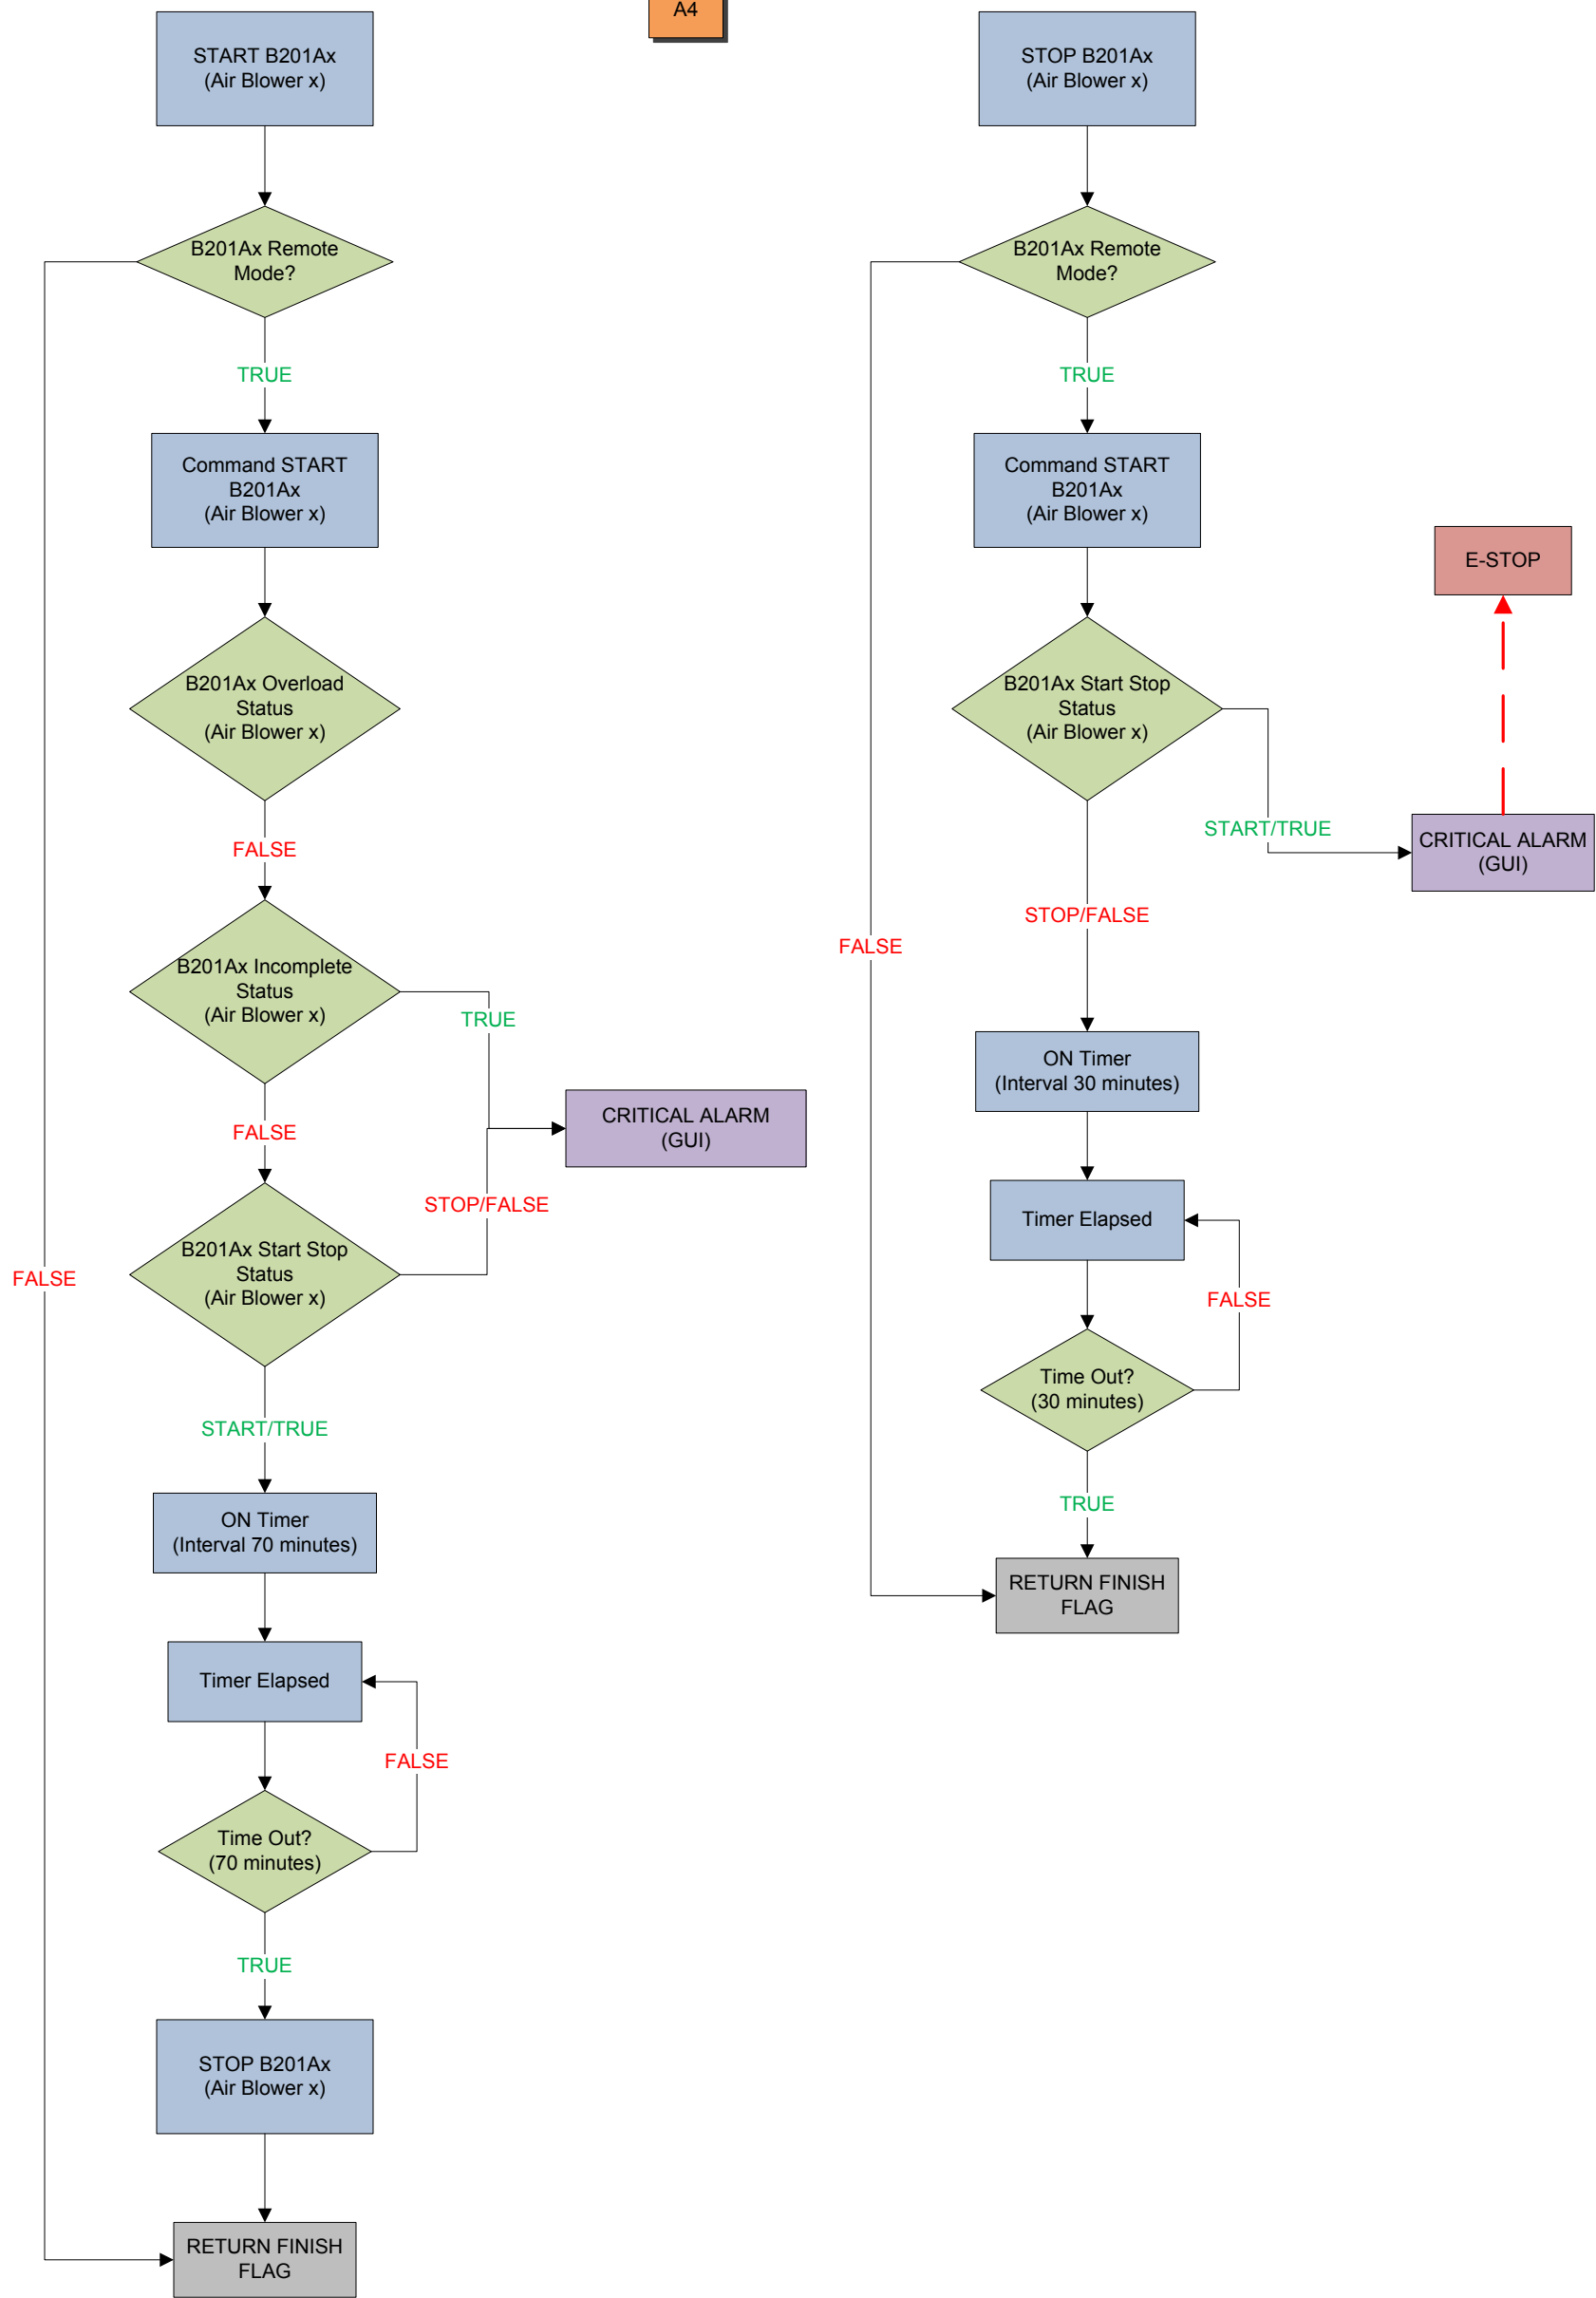 A4
START B201Ax
(Air Blower x)
B201Ax Remote
Mode?
TRUE
Command START
B201Ax
(Air Blower x)
B201Ax Overload
Status
(Air Blower x)
FALSE
B201Ax Incomplete
Status
(Air Blower x)
TRUE
FALSE
CRITICAL ALARM
(GUI)
STOP/FALSE
B201Ax Start Stop
Status
(Air Blower x)
FALSE
START/TRUE
ON Timer
(Interval 70 minutes)
Timer Elapsed
FALSE
Time Out?
(70 minutes)
TRUE
STOP B201Ax
(Air Blower x)
RETURN FINISH
FLAG
STOP B201Ax
(Air Blower x)
B201Ax Remote
Mode?
TRUE
Command START
B201Ax
(Air Blower x)
E-STOP
B201Ax Start Stop
Status
(Air Blower x)
START/TRUE
CRITICAL ALARM
(GUI)
STOP/FALSE
FALSE
ON Timer
(Interval 30 minutes)
Timer Elapsed
FALSE
Time Out?
(30 minutes)
TRUE
RETURN FINISH
FLAG